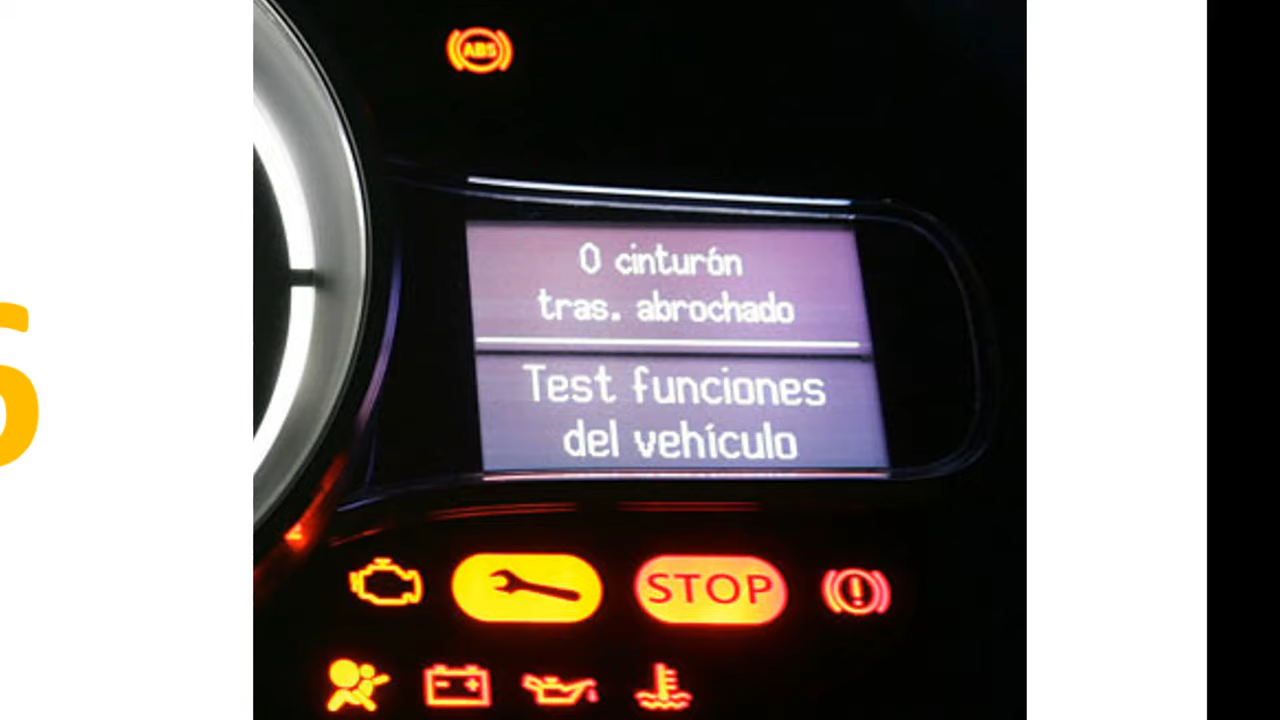 ABS
0 cinturón
tras. abrochado
Test funciones
del vehículo
STOP